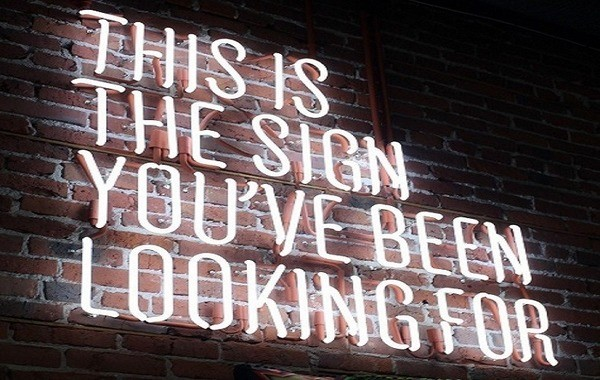 THIS IS
THE SIGN
YOU'VE BEEN
LOOKING FOR